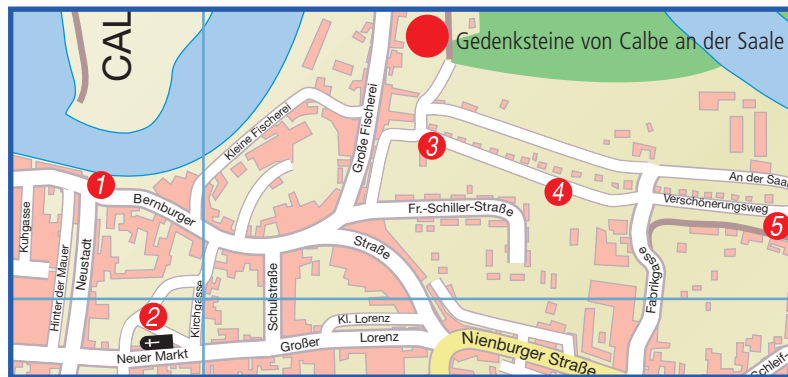 CAL
Gedenksteine von Calbe an der Saale
Kleine Fischerei
Große Fischerei
3
1
Bernburger
Kuhgasse
Hinter der Mauer
Neustadt
Fr.-Schiller-Straße
4
An der Saal
Verschönerungsweg
5
Straße
Schulstraße
Kirchgasse
Fabrikgasse
2
Neuer Markt
Kl. Lorenz
Großer
Lorenz
Nienburger Straße
Schleif-